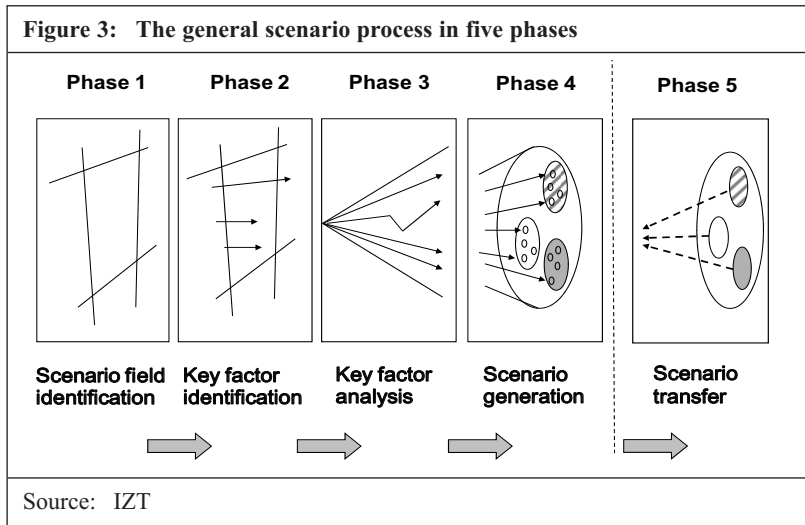 Figure 3: The general scenario process in five phases
Phase 1
Phase 2
Phase 3
Phase 4
Phase 5
Scenario field
identification
Key factor
identification
Key factor
analysis
Scenario
generation
Scenario
transfer
Source: IZT